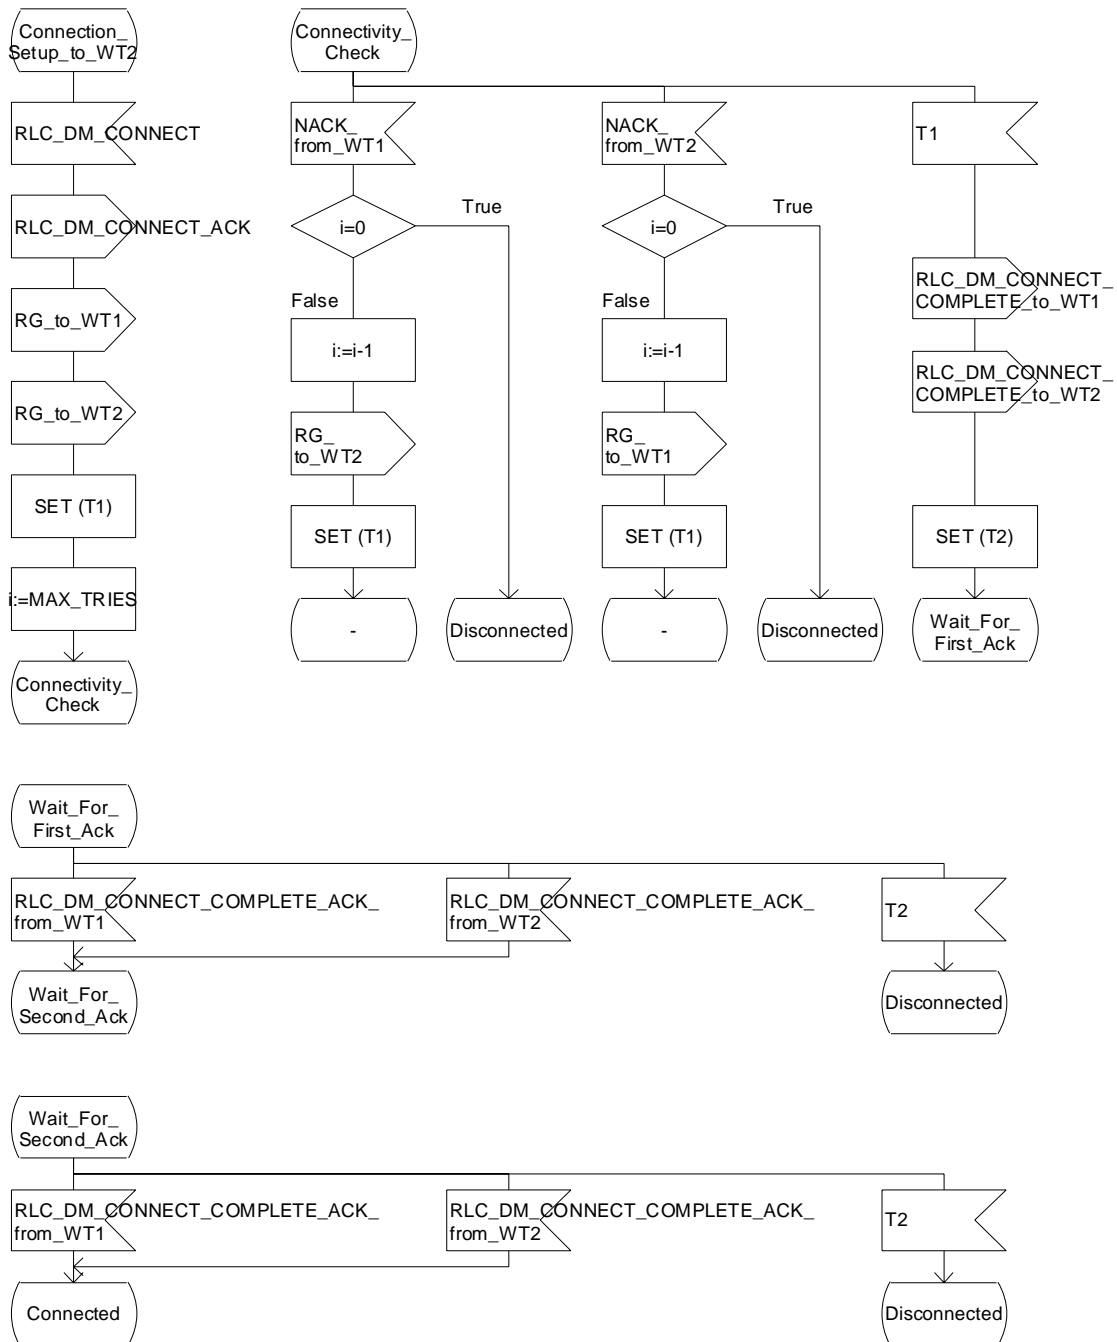 Connection_
Setup_to_WT2
RLC_DM_CONNECT
RLC_DM_CONNECT_ACK
RG_to_WT1
RG_to_WT2
SET (T1)
i:=MAX_TRIES
Connectivity_
Check
Connectivity_
Check
NACK_
from_WT1
i=0
True
False
i:=i-1
RG_
to_WT2
SET (T1)
-
Disconnected
NACK_
from_WT2
i=0
True
False
i:=i-1
RG_
to_WT1
SET (T1)
-
Disconnected
T1
RLC_DM_CONNECT_
COMPLETE_to_WT1
RLC_DM_CONNECT_
COMPLETE_to_WT2
SET (T2)
Wait_For_
First_Ack
Wait_For_
First_Ack
RLC_DM_CONNECT_COMPLETE_ACK_
from_WT1
RLC_DM_CONNECT_COMPLETE_ACK_
from_WT2
T2
Wait_For_
Second_Ack
Disconnected
Wait_For_
Second_Ack
RLC_DM_CONNECT_COMPLETE_ACK_
from_WT1
RLC_DM_CONNECT_COMPLETE_ACK_
from_WT2
T2
Connected
Disconnected